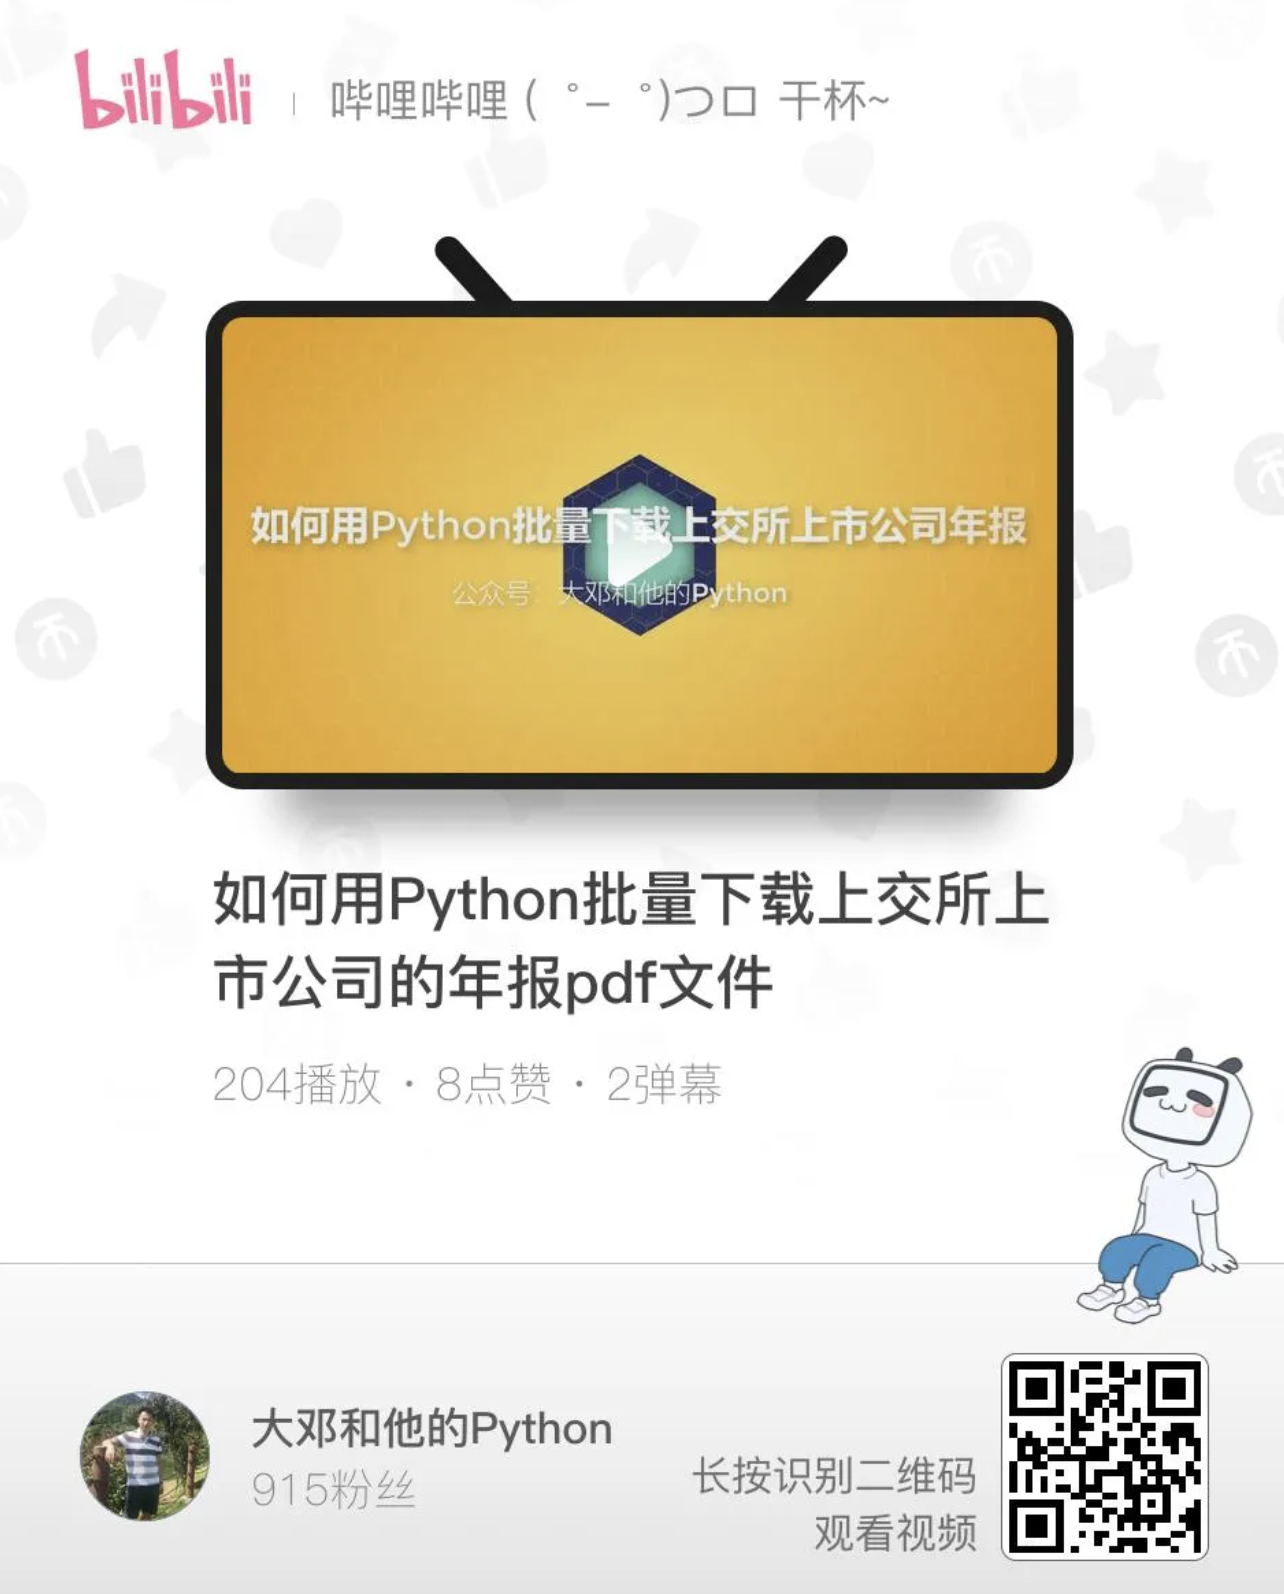 bilibili
哔哩哔哩 ( ゜- ゜)つロ 干杯~
如何用Python批量下载上交所上市公司年报
公众号：大邓和他的Python
如何用Python批量下载上交所上
市公司的年报pdf文件
204播放 · 8点赞 · 2弹幕
大邓和他的Python
915粉丝
长按识别二维码
观看视频